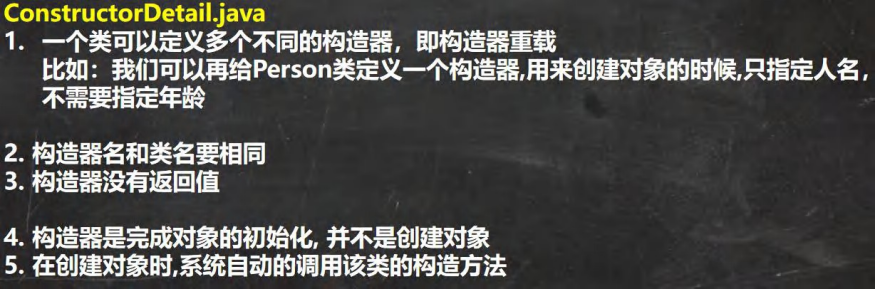 ConstructorDetail.java
1. 一个类可以定义多个不同的构造器，即构造器重载
比如：我们可以再给Person类定义一个构造器,用来创建对象的时候,只指定人名，
不需要指定年龄
2. 构造器名和类名要相同
3. 构造器没有返回值
4. 构造器是完成对象的初始化, 并不是创建对象
5. 在创建对象时,系统自动的调用该类的构造方法